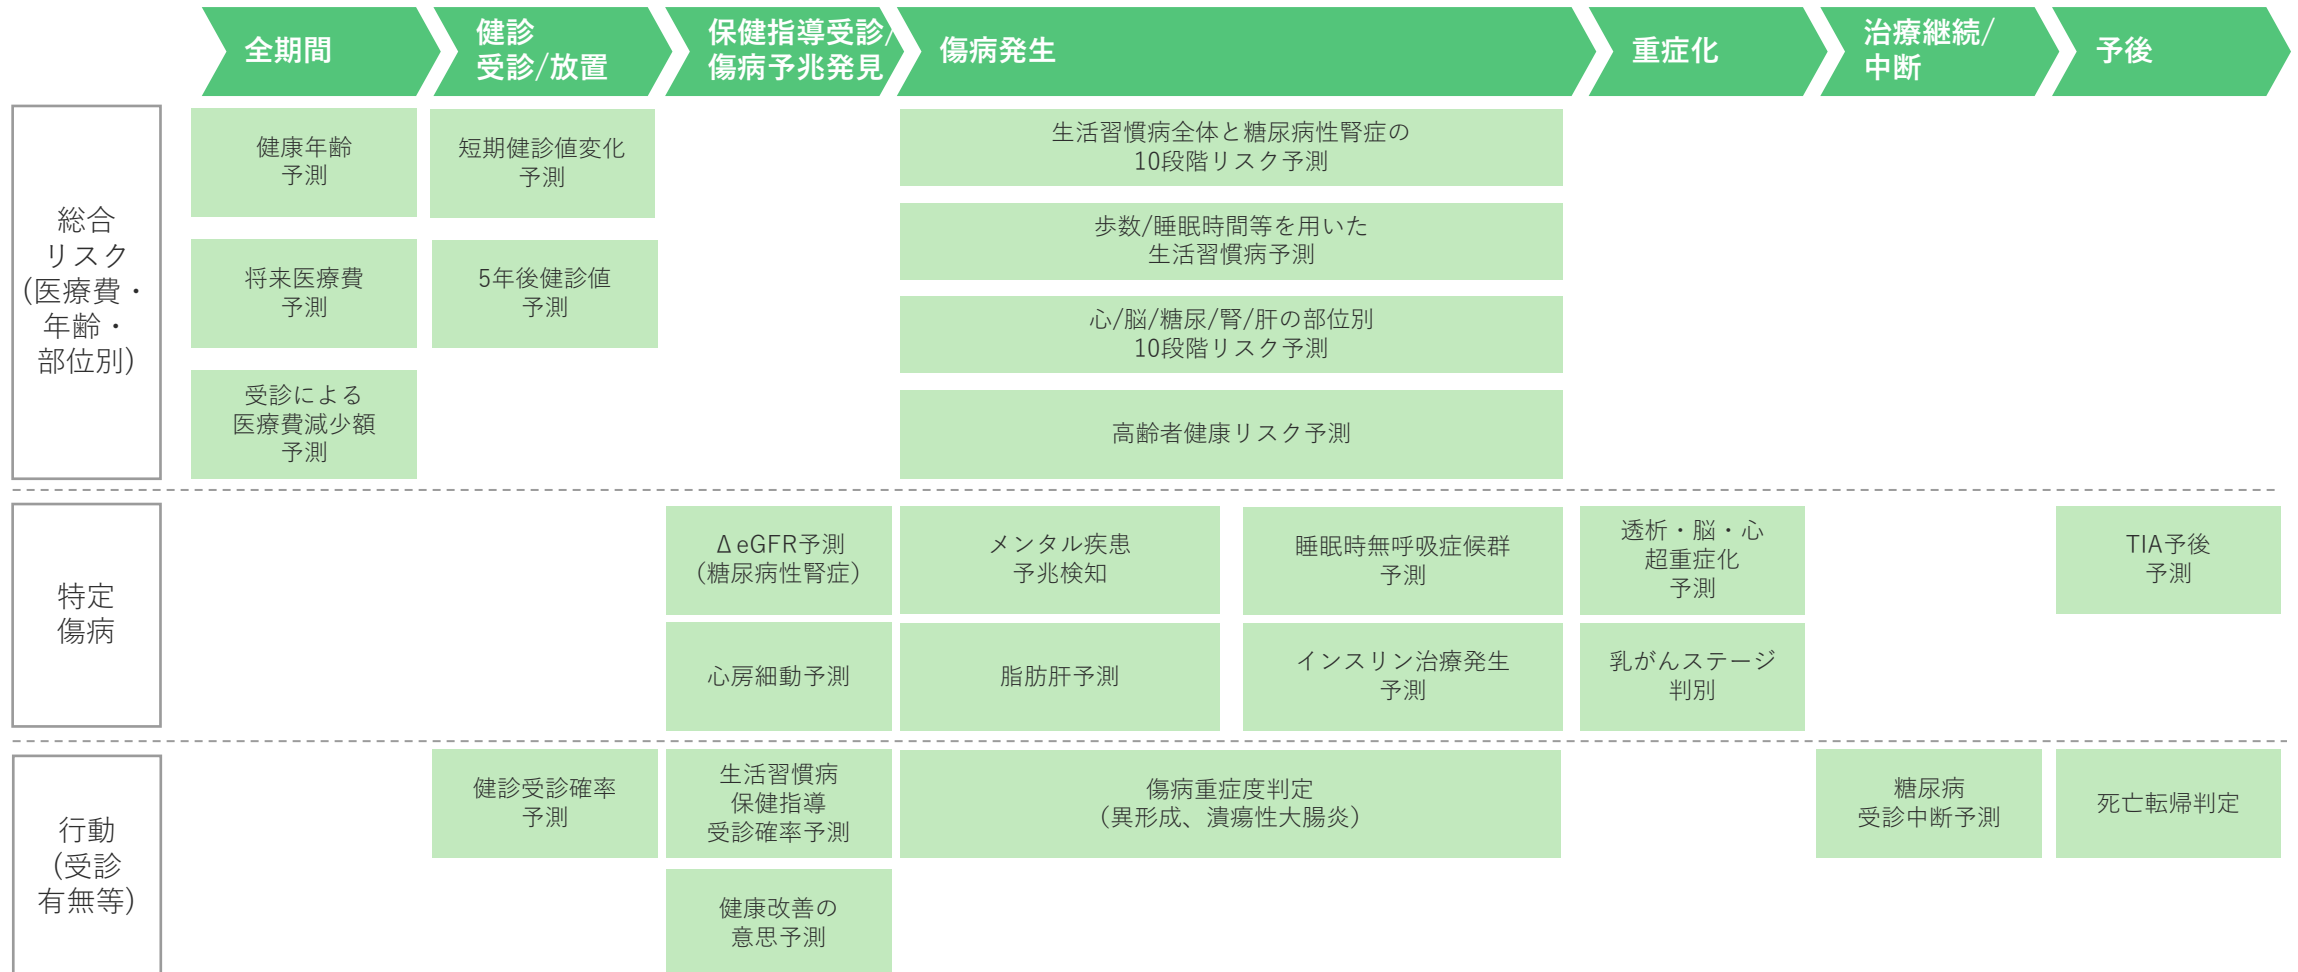 全期間
健診
受診/放置
保健指導受診/
傷病予兆発見
傷病発生
重症化
治療継続/
中断
予後
総合
リスク
(医療費・
年齢・
部位別)
健康年齢
予測
将来医療費
予測
受診による
医療費減少額
予測
短期健診値変化
予測
5年後健診値
予測
生活習慣病全体と糖尿病性腎症の
10段階リスク予測
歩数/睡眠時間等を用いた
生活習慣病予測
心/脳/糖尿/腎/肝の部位別
10段階リスク予測
高齢者健康リスク予測
特定
傷病
ΔeGFR予測
(糖尿病性腎症)
心房細動予測
メンタル疾患
予兆検知
脂肪肝予測
睡眠時無呼吸症候群
予測
インスリン治療発生
予測
透析・脳・心
超重症化
予測
乳がんステージ
判別
TIA予後
予測
行動
(受診
有無等)
健診受診確率
予測
生活習慣病
保健指導
受診確率予測
健康改善の
意思予測
傷病重症度判定
(異形成、潰瘍性大腸炎)
糖尿病
受診中断予測
死亡転帰判定